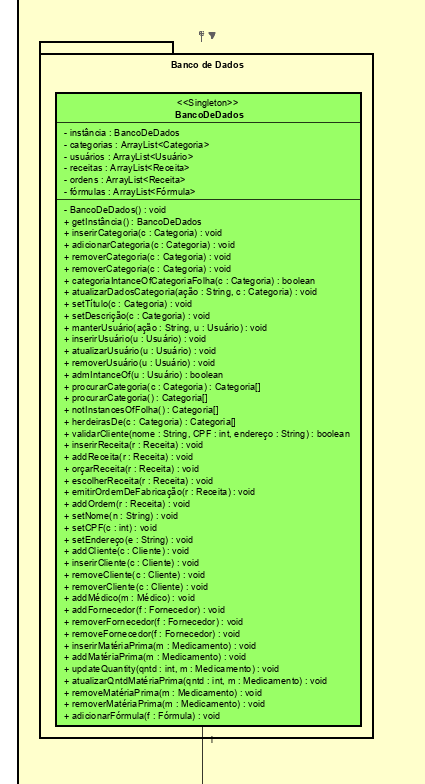 Banco de Dados
<<Singleton>>
BancoDeDados
- instância : BancoDeDados
- categorias : ArrayList<Categoria>
- usuários : ArrayList<Usuário>
- receitas : ArrayList<Receita>
- ordens : ArrayList<Receita>
- fórmulas : ArrayList<Fórmula>
- BancoDeDados() : void
+ getInstância() : BancoDeDados
+ inserirCategoria(c : Categoria) : void
+ adicionarCategoria(c : Categoria) : void
+ removerCategoria(c : Categoria) : void
+ removerCategoria(c : Categoria) : void
+ categoriaIntanceOfCategoriaFolha(c : Categoria) : boolean
+ atualizarDadosCategoria(ação : String, c : Categoria) : void
+ setTítulo(c : Categoria) : void
+ setDescrição(c : Categoria) : void
+ manterUsuário(ação : String, u : Usuário) : void
+ inserirUsuário(u : Usuário) : void
+ atualizarUsuário(u : Usuário) : void
+ removerUsuário(u : Usuário) : void
+ admIntanceOf(u : Usuário) : boolean
+ procurarCategoria(c : Categoria) : Categoria[]
+ procurarCategoria() : Categoria[]
+ notInstancesOfFolha() : Categoria[]
+ herdeirasDe(c : Categoria) : Categoria[]
+ validarCliente(nome : String, CPF : int, endereço : String) : boolean
+ inserirReceita(r : Receita) : void
+ addReceita(r : Receita) : void
+ orçarReceita(r : Receita) : void
+ escolherReceita(r : Receita) : void
+ emitirOrdemDeFabricação(r : Receita) : void
+ addOrdem(r : Receita) : void
+ setNome(n : String) : void
+ setCPF(c : int) : void
+ setEndereço(e : String) : void
+ addCliente(c : Cliente) : void
+ inserirCliente(c : Cliente) : void
+ removeCliente(c : Cliente) : void
+ removerCliente(c : Cliente) : void
+ addMédico(m : Médico) : void
+ addFornecedor(f : Fornecedor) : void
+ removerFornecedor(f : Fornecedor) : void
+ removeFornecedor(f : Fornecedor) : void
+ inserirMatériaPrima(m : Medicamento) : void
+ addMatériaPrima(m : Medicamento) : void
+ updateQuantity(qntd : int, m : Medicamento) : void
+ atualizarQntdMatériaPrima(qntd : int, m : Medicamento) : void
+ removeMatériaPrima(m : Medicamento) : void
+ removerMatériaPrima(m : Medicamento) : void
+ adicionarFórmula(f : Fórmula) : void